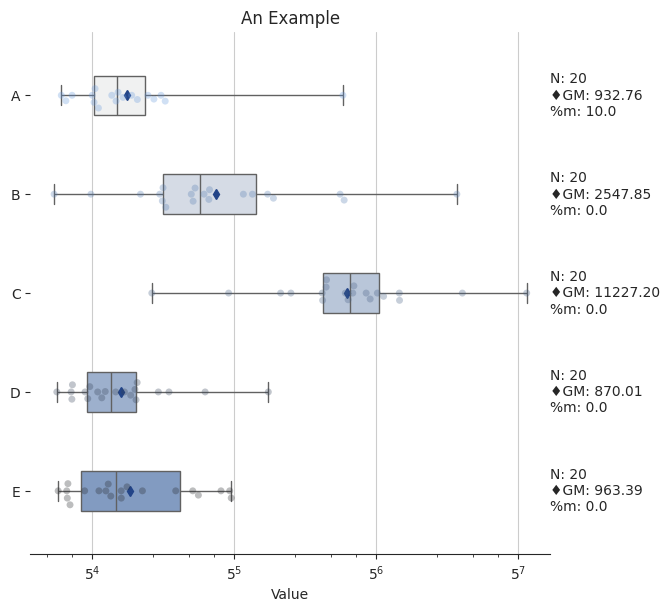 An Example
A
N: 20
♦GM: 932.76
%m: 10.0
B
N: 20
♦GM: 2547.85
%m: 0.0
C
N: 20
♦GM: 11227.20
%m: 0.0
D
N: 20
♦GM: 870.01
%m: 0.0
E
N: 20
♦GM: 963.39
%m: 0.0
5⁴ 5⁵ 5⁶ 5⁷
Value